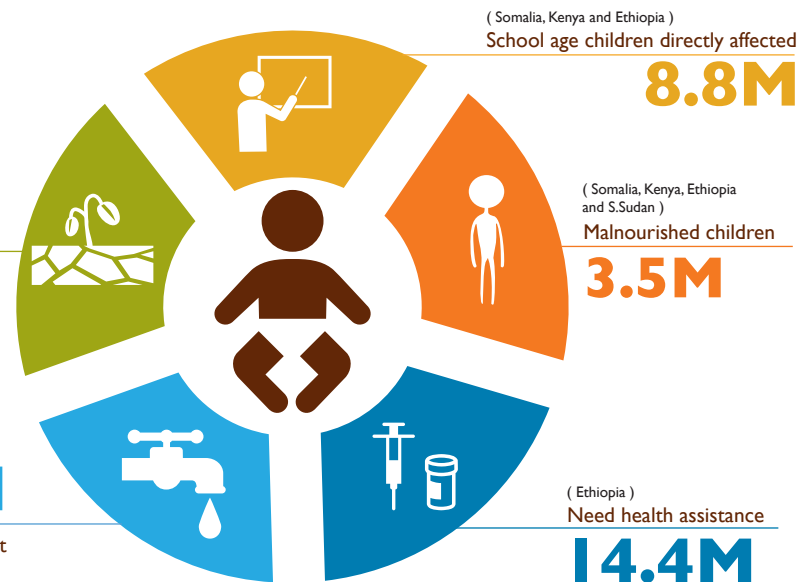 ( Somalia, Kenya and Ethiopia )
School age children directly affected
8.8M
( Somalia, Kenya, Ethiopia
and S.Sudan )
Malnourished children
3.5M
( Ethiopia )
Need health assistance
14.4M